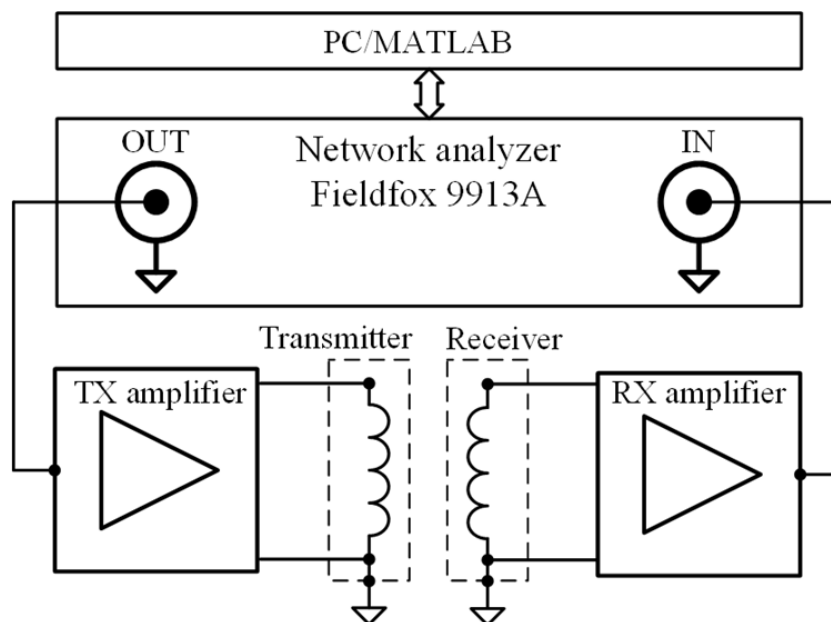 PC/MATLAB
OUT
Network analyzer
Fieldfox 9913A
IN
Transmitter
Receiver
TX amplifier
RX amplifier